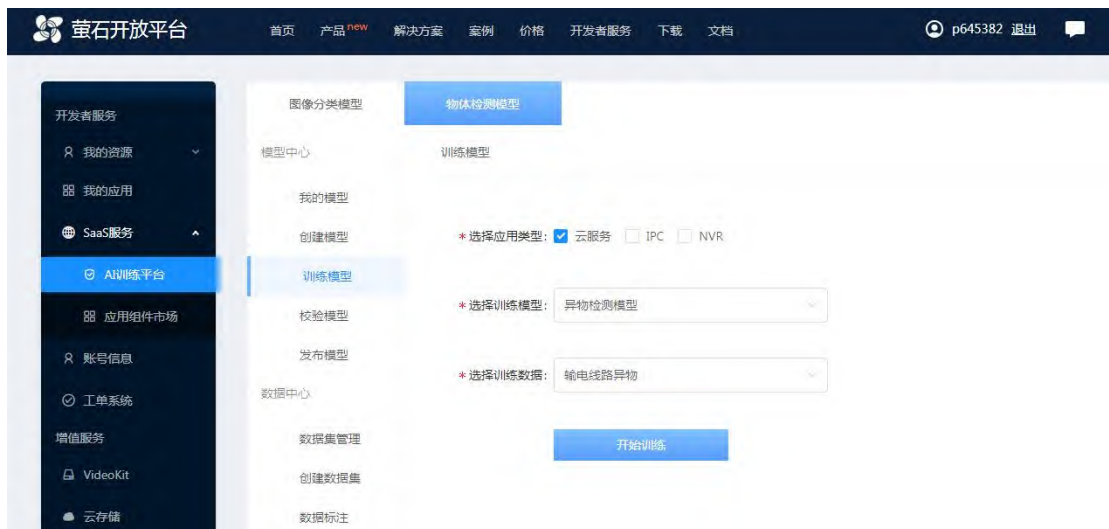 萤石开放平台
首页 产品new 解决方案 案例 价格 开发者服务 下载 文档
p645382 退出
开发者服务
我的资源
我的应用
SaaS服务
AI训练平台
应用组件市场
账号信息
工单系统
增值服务
VideoKit
云存储
图像分类模型 物体检测模型
模型中心
我的模型
创建模型
训练模型
校验模型
发布模型
数据中心
数据集管理
创建数据集
数据标注
训练模型
*选择应用类型: 云服务 IPC NVR
*选择训练模型: 异物检测模型
*选择训练数据: 输电线路异物
开始训练